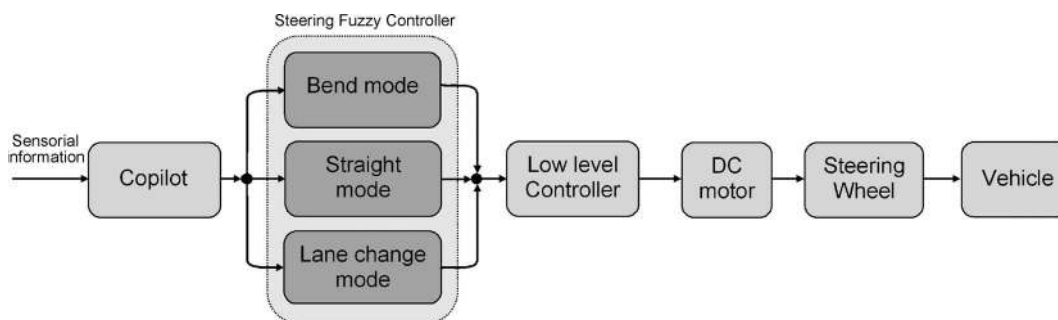 Steering Fuzzy Controller
Sensorial
information
Copilot
Bend mode
Straight
mode
Lane change
mode
Low level
Controller
DC
motor
Steering
Wheel
Vehicle